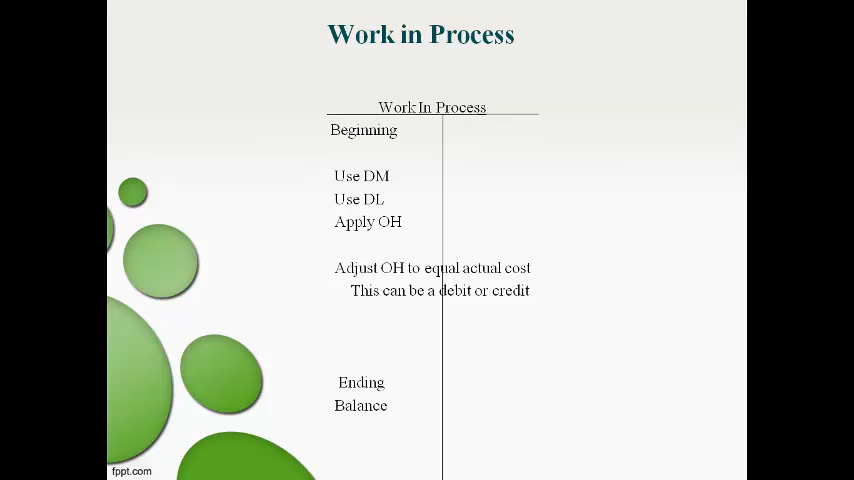 Work in Process
Work In Process
Beginning
Use DM
Use DL
Apply OH
Adjust OH to equal actual cost
This can be a debit or credit
Ending
Balance
fppt.com